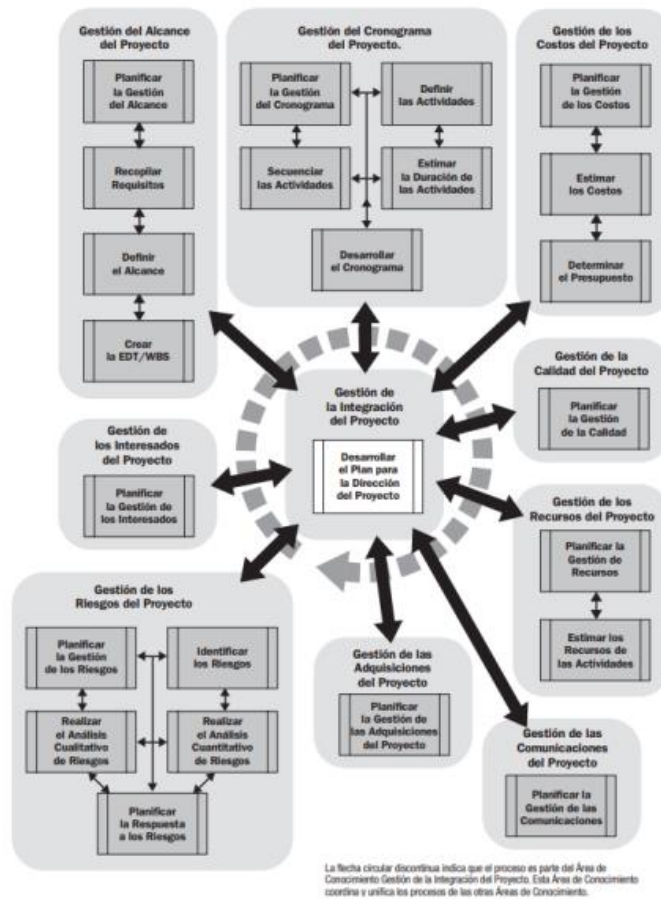 Gestión del Alcance
del Proyecto
Planificar
la Gestión
del Alcance
Recopilar
Requisitos
Definir
el Alcance
Crear
la EDT/WBS
Gestión del Cronograma
del Proyecto.
Planificar
la Gestión
del Cronograma
Definir
las Actividades
Secuenciar
las Actividades
Estimar
la Duración de
las Actividades
Desarrollar
el Cronograma
Gestión de los
Costos del Proyecto
Planificar
la Gestión
de los Costos
Estimar
los Costos
Determinar
el Presupuesto
Gestión de
la Integración
del Proyecto
Desarrollar
el Plan para
la Dirección
del Proyecto
Gestión de la
Calidad del Proyecto
Planificar
la Gestión
de la Calidad
Gestión de
los Interesados
del Proyecto
Planificar
la Gestión de
los Interesados
Gestión de los
Recursos del Proyecto
Planificar la
Gestión de
Recursos
Estimar los
Recursos de
las Actividades
Gestión de los
Riesgos del Proyecto
Planificar
la Gestión
de los Riesgos
Identificar
los Riesgos
Realizar
el Análisis
Cualitativo
de Riesgos
Realizar
el Análisis
Cuantitativo
de Riesgos
Planificar
la Respuesta
a los Riesgos
Gestión de las
Adquisiciones
del Proyecto
Planificar
la Gestión de
las Adquisiciones
del Proyecto
Gestión de las
Comunicaciones
del Proyecto
Planificar la
Gestión de las
Comunicaciones
La flecha circular discontinua indica que el proceso es parte del Área de
Conocimiento Gestión de la Integración del Proyecto. Esta Área de Conocimiento
coordina y unifica los procesos de las otras Áreas de Conocimiento.